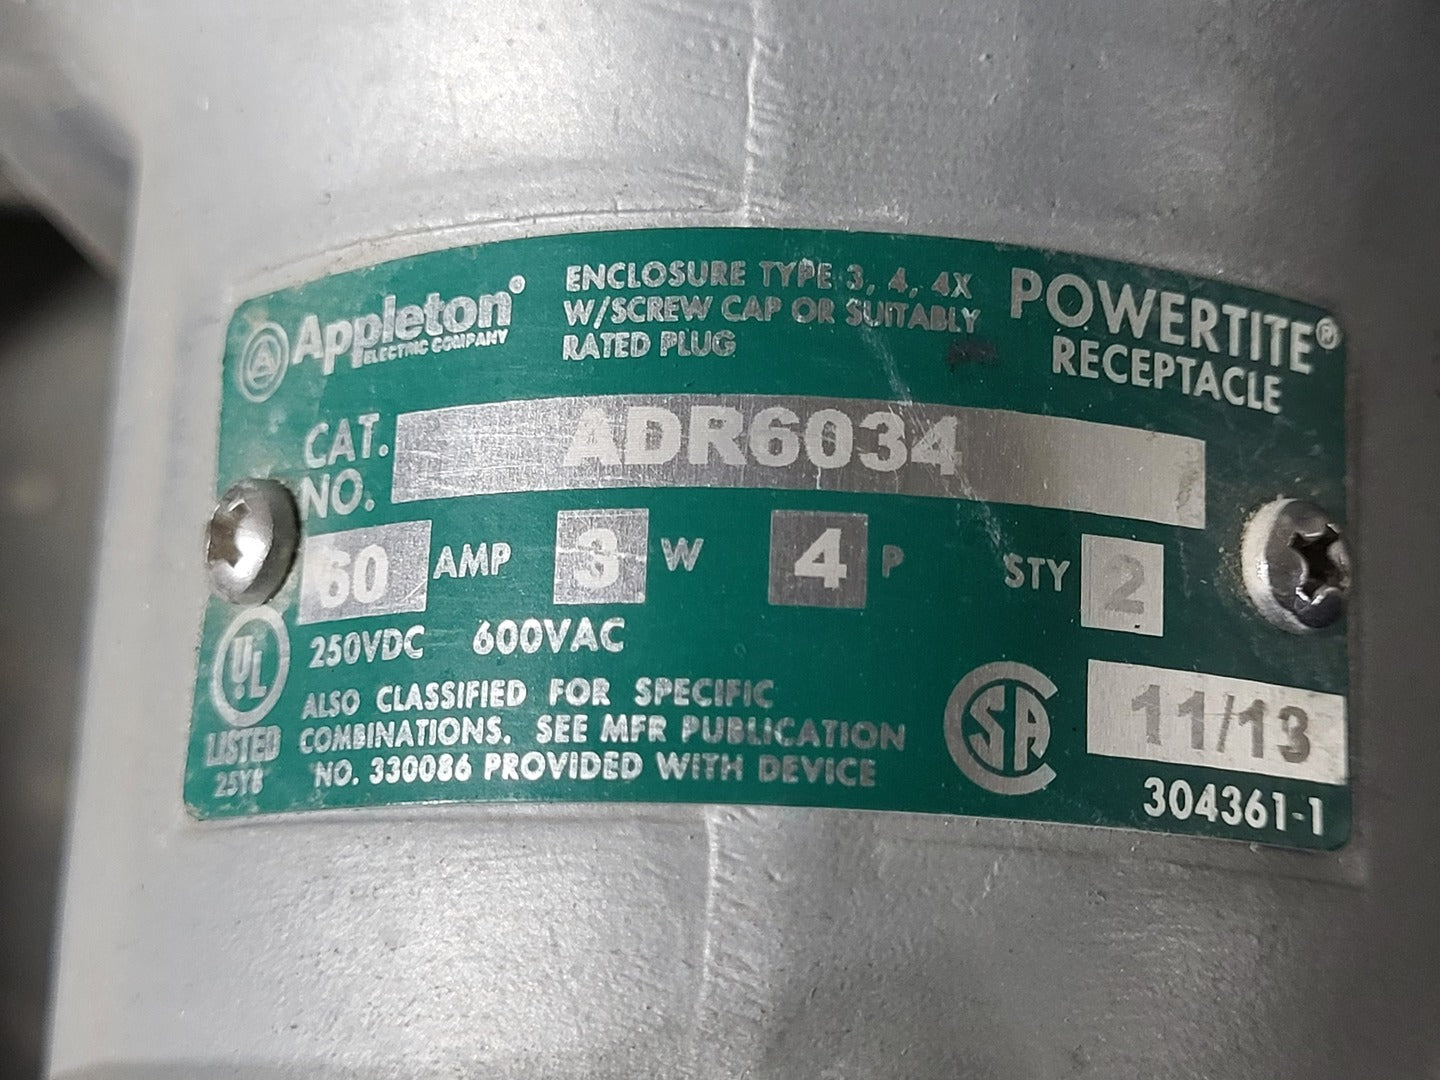 Appleton®
ELECTRIC COMPANY
ENCLOSURE TYPE 3, 4, 4X
W/SCREW CAP OR SUITABLY
RATED PLUG
POWERTITE®
RECEPTACLE
CAT. NO. ADR6034
60 AMP 3 W 4 P STY 2
250VDC 600VAC
UL
LISTED
25Y8
ALSO CLASSIFIED FOR SPECIFIC
COMBINATIONS. SEE MFR PUBLICATION
NO. 330086 PROVIDED WITH DEVICE
CSA
11/13
304361-1